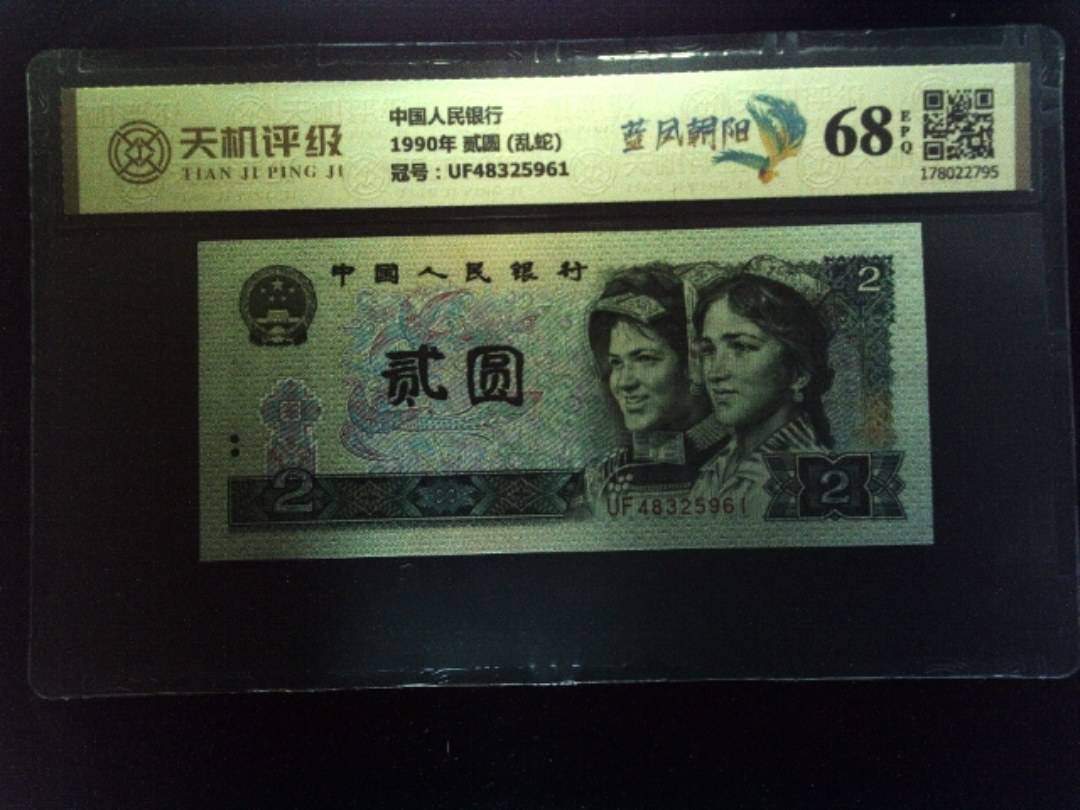 天机评级
TIAN JI PING JI
中国人民银行
1990年 贰圆 (乱蛇)
冠号：UF48325961
蓝凤朝阳
68
EPQ
178022795
中國人民銀行
2
贰圆
2
UF48325961
2